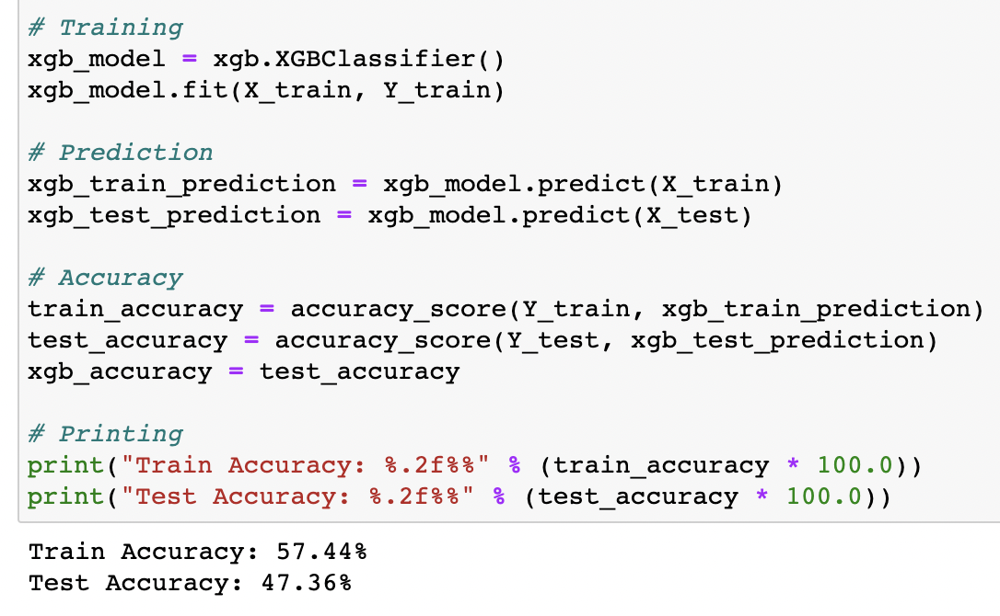 # Training
xgb_model = xgb.XGBClassifier()
xgb_model.fit(X_train, Y_train)
# Prediction
xgb_train_prediction = xgb_model.predict(X_train)
xgb_test_prediction = xgb_model.predict(X_test)
# Accuracy
train_accuracy = accuracy_score(Y_train, xgb_train_prediction)
test_accuracy = accuracy_score(Y_test, xgb_test_prediction)
xgb_accuracy = test_accuracy
# Printing
print("Train Accuracy: %.2f%%" % (train_accuracy * 100.0))
print("Test Accuracy: %.2f%%" % (test_accuracy * 100.0))
Train Accuracy: 57.44%
Test Accuracy: 47.36%